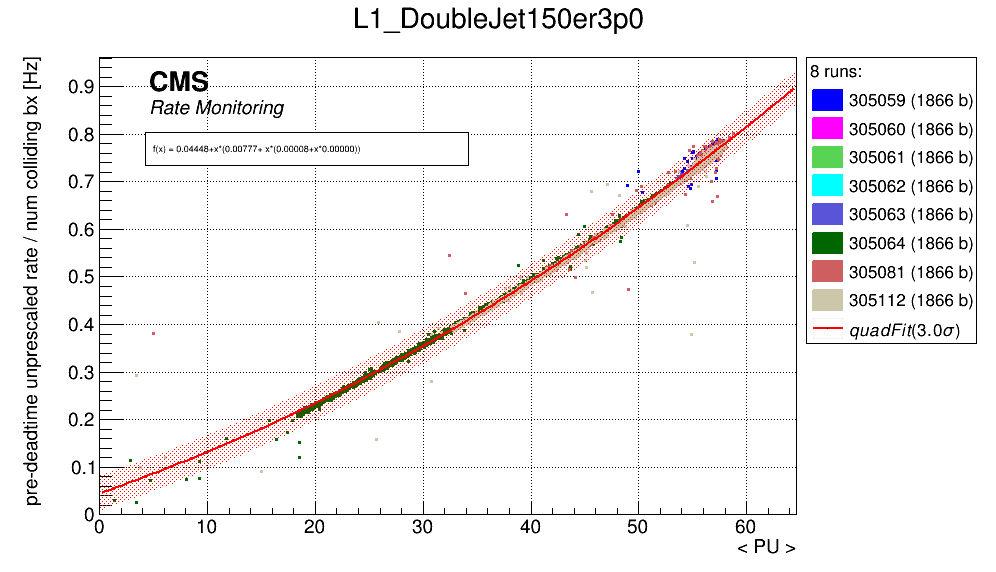 L1_DoubleJet150er3p0
pre-deadtime unprescaled rate / num colliding bx [Hz]
CMS
Rate Monitoring
f(x) = 0.04448+x*(0.00777+ x*(0.00008+x*0.00000))
0.9
0.8
0.7
0.6
0.5
0.4
0.3
0.2
0.1
0
0 10 20 30 40 50 60
< PU >
8 runs:
305059 (1866 b)
305060 (1866 b)
305061 (1866 b)
305062 (1866 b)
305063 (1866 b)
305064 (1866 b)
305081 (1866 b)
305112 (1866 b)
quadFit(3.0σ)